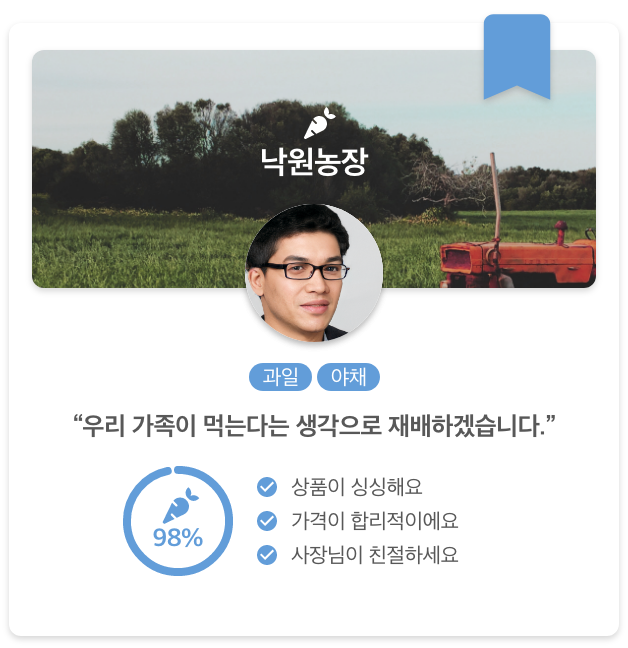 낙원농장
과일 야채
“우리 가족이 먹는다는 생각으로 재배하겠습니다.”
98%
상품이 싱싱해요
가격이 합리적이에요
사장님이 친절하세요